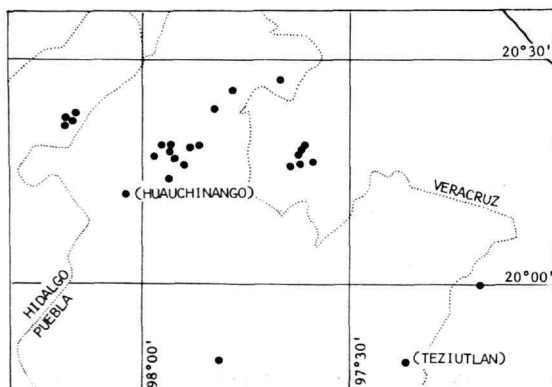 20°30'
(HUAUCHINANGO)
VERACRUZ
20°00'
HIDALGO
PUEBLA
98°00'
97°30'
(TEZIUTLAN)